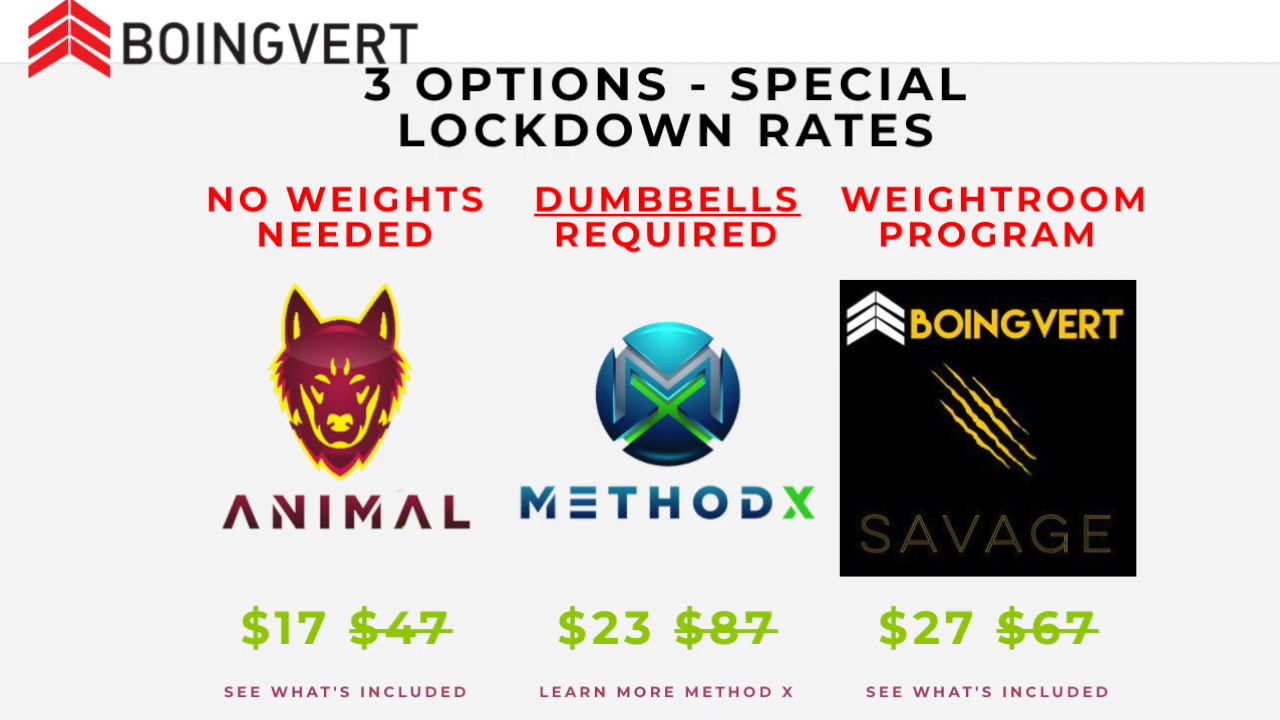 BOINGVERT
3 OPTIONS - SPECIAL
LOCKDOWN RATES
NO WEIGHTS
NEEDED
DUMBBELLS
REQUIRED
WEIGHTROOM
PROGRAM
ANIMAL
METHODX
BOINGVERT
SAVAGE
$17 $47
$23 $87
$27 $67
SEE WHAT'S INCLUDED
LEARN MORE METHOD X
SEE WHAT'S INCLUDED